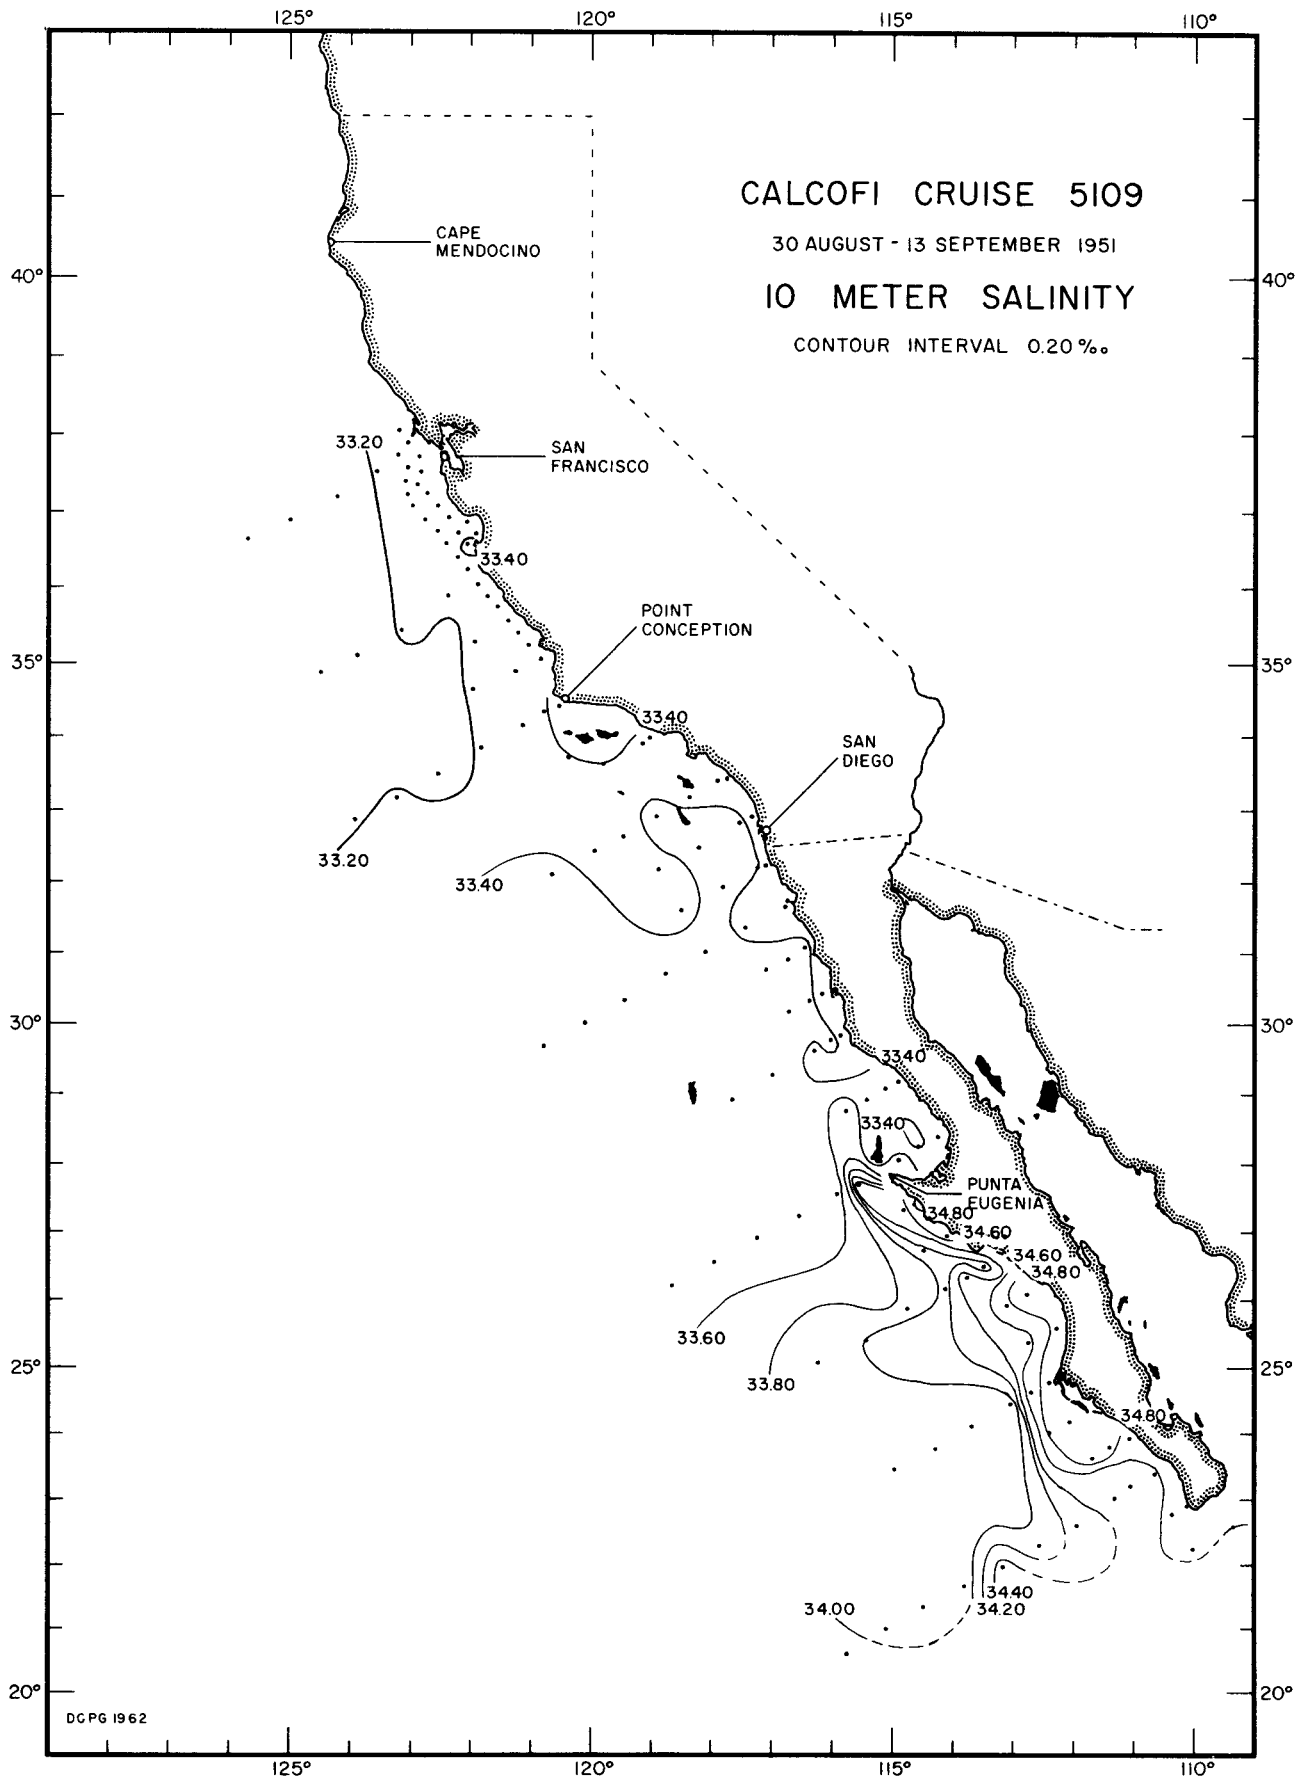 125° 120° 115° 110°
CALCOFI CRUISE 5109
30 AUGUST - 13 SEPTEMBER 1951
10 METER SALINITY
CONTOUR INTERVAL 0.20 ‰
CAPE
MENDOCINO
40° 40°
33.20
SAN
FRANCISCO
33.40
POINT
CONCEPTION
35° 35°
33.40
SAN
DIEGO
33.20
33.40
30° 30°
33.40
33.40
PUNTA
EUGENIA
34.80
34.60
34.60
34.80
33.60
25° 25°
33.80
34.80
34.40
34.00 34.20
20° 20°
DCPG 1962
125° 120° 115° 110°